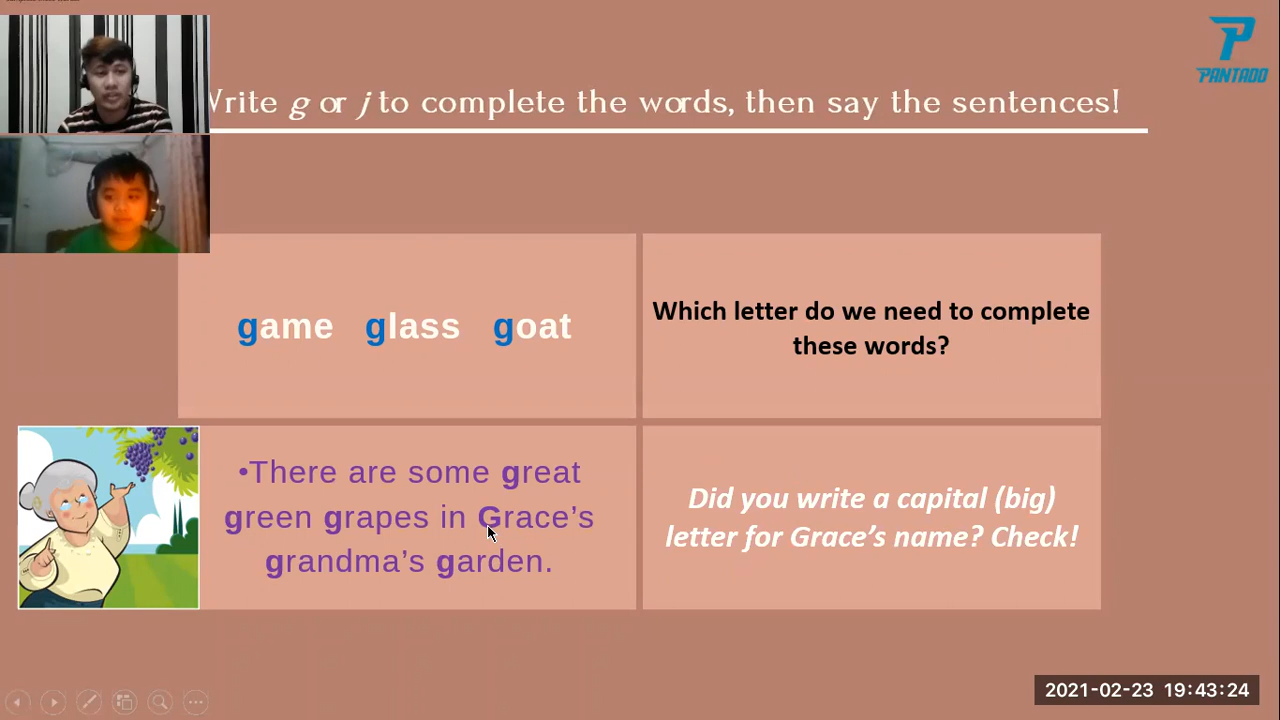 Write g or j to complete the words, then say the sentences!
PANTADO
game glass goat
Which letter do we need to complete
these words?
•There are some great
green grapes in Grace’s
grandma’s garden.
Did you write a capital (big)
letter for Grace’s name? Check!
2021-02-23 19:43:24